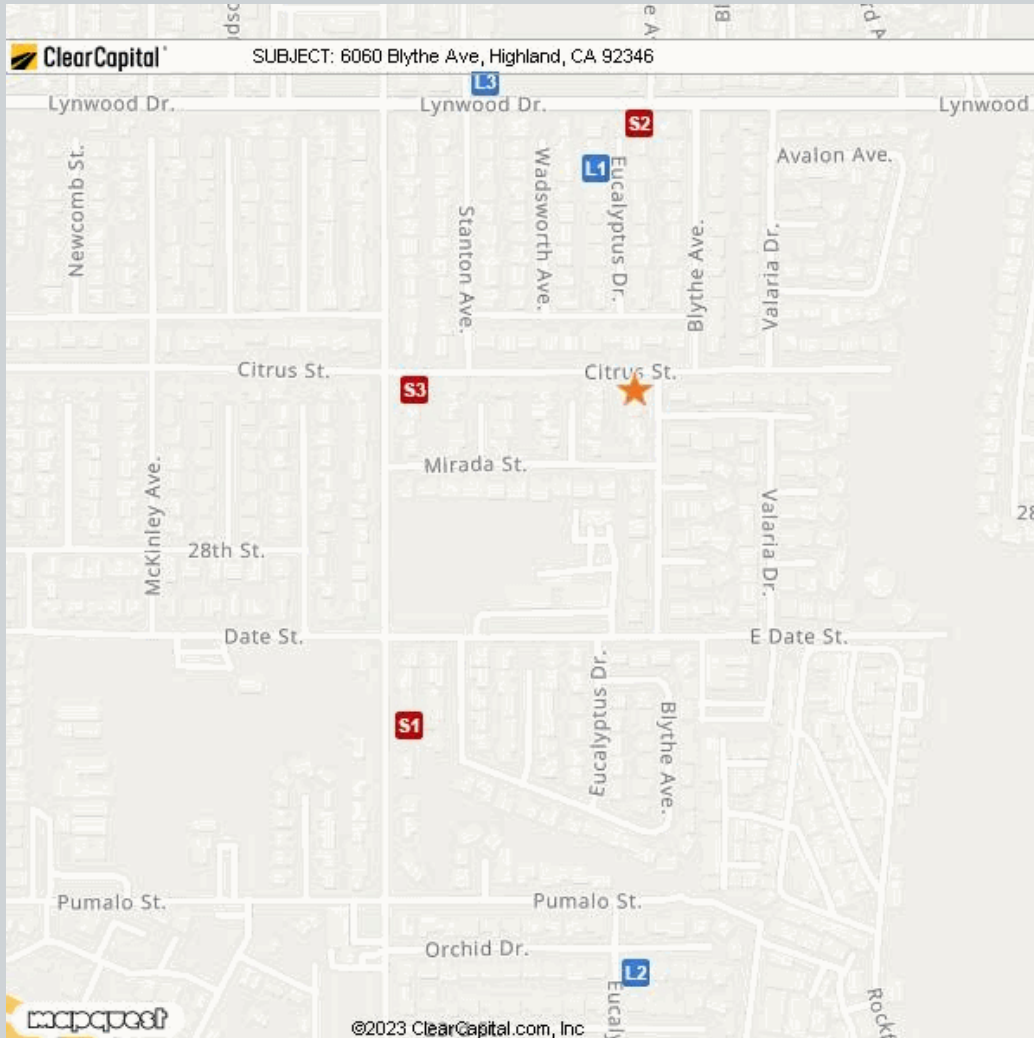 ClearCapital
SUBJECT: 6060 Blythe Ave, Highland, CA 92346
L3
Lynwood Dr.
Lynwood Dr.
Lynwood
S2
L1
Avalon Ave.
Newcomb St.
Stanton Ave.
Wadsworth Ave.
Eucalyptus Dr.
Blythe Ave.
Valaria Dr.
Citrus St.
Citrus St.
S3
Mirada St.
McKinley Ave.
Valaria Dr.
28th St.
28
Date St.
E Date St.
Eucalyptus Dr.
Blythe Ave.
S1
Pumalo St.
Pumalo St.
Orchid Dr.
L2
Eucaly
Rockf
mapquest
©2023 ClearCapital.com, Inc